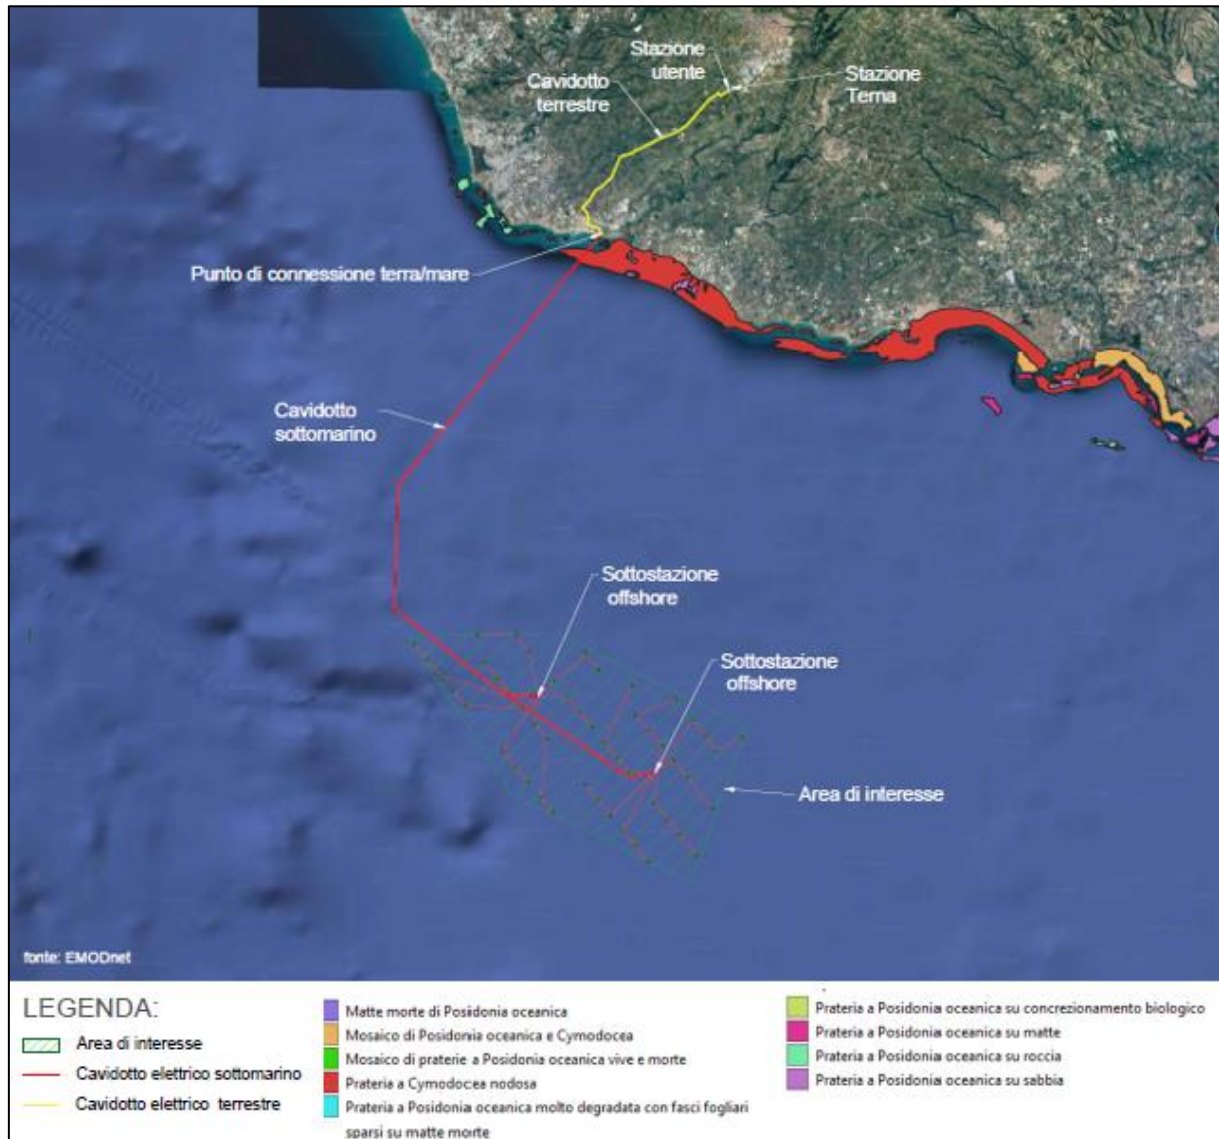 Stazione
utente
Stazione
Terna
Cavidotto
terrestre
Punto di connessione terra/mare
Cavidotto
sottomarino
Sottostazione
offshore
Sottostazione
offshore
Area di interesse
fonte: EMODnet
LEGENDA:
Area di interesse
Cavidotto elettrico sottomarino
Cavidotto elettrico terrestre
Matte morte di Posidonia oceanica
Mosaico di Posidonia oceanica e Cymodocea
Mosaico di praterie a Posidonia oceanica vive e morte
Prateria a Cymodocea nodosa
Prateria a Posidonia oceanica molto degradata con fasci fogliari
sparsi su matte morte
Prateria a Posidonia oceanica su concrezionamento biologico
Prateria a Posidonia oceanica su matte
Prateria a Posidonia oceanica su roccia
Prateria a Posidonia oceanica su sabbia